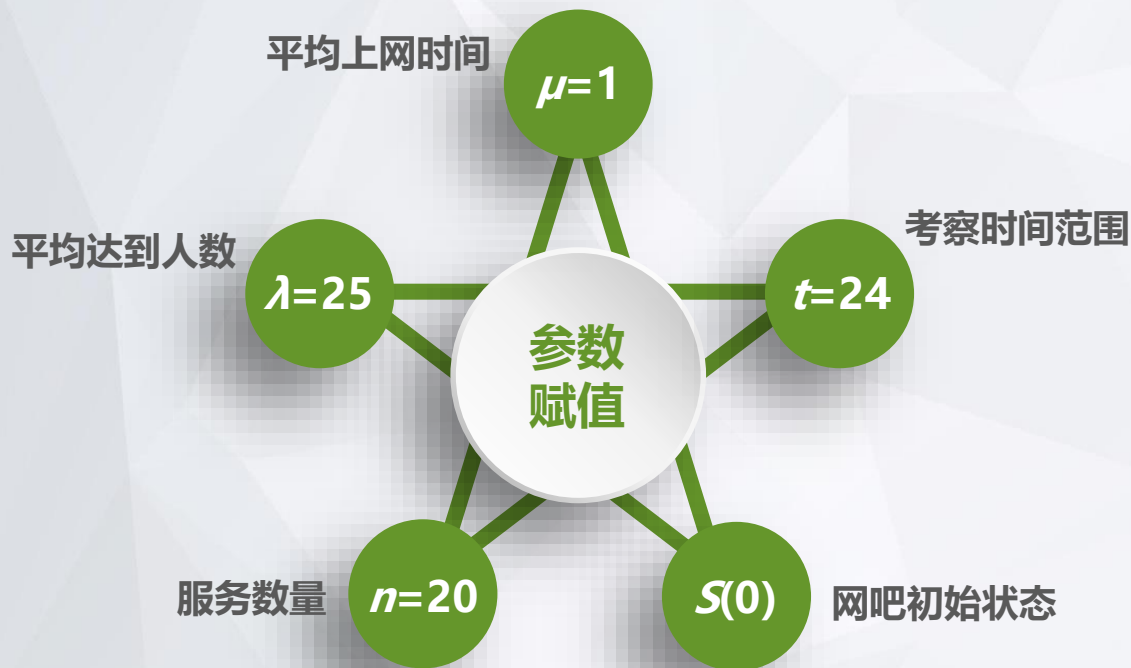 平均上网时间
μ=1
平均达到人数
λ=25
考察时间范围
t=24
参数
赋值
服务数量
n=20
S(0)
网吧初始状态